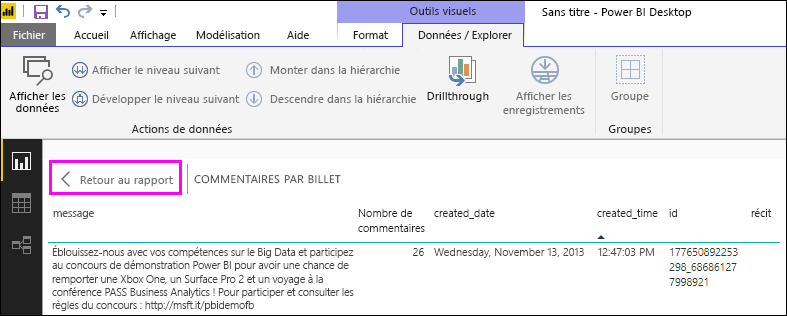 Outils visuels
Sans titre - Power BI Desktop
Fichier
Accueil
Affichage
Modélisation
Aide
Format
Données / Explorer
Afficher les
données
Afficher le niveau suivant
Développer le niveau suivant
Monter dans la hiérarchie
Descendre dans la hiérarchie
Drillthrough
Afficher les
enregistrements
Groupe
Actions de données
Groupes
Retour au rapport
COMMENTAIRES PAR BILLET
message
Nombre de
commentaires
created_date
created_time
id
récit
Éblouissez-nous avec vos compétences sur le Big Data et participez
au concours de démonstration Power BI pour avoir une chance de
remporter une Xbox One, un Surface Pro 2 et un voyage à la
conférence PASS Business Analytics ! Pour participer et consulter les
règles du concours : http://msft.it/pbidemofb
26
Wednesday, November 13, 2013
12:47:03 PM
177650892253
298_68686127
7998921